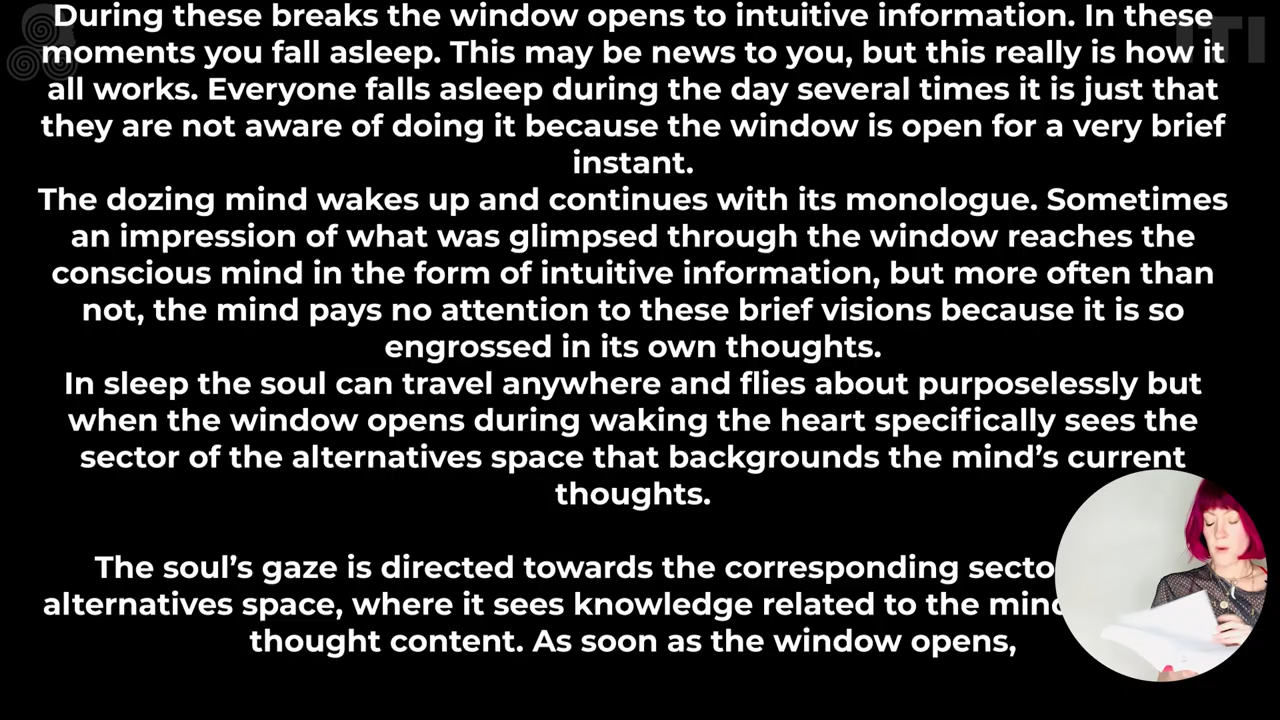 During these breaks the window opens to intuitive information. In these
moments you fall asleep. This may be news to you, but this really is how it
all works. Everyone falls asleep during the day several times it is just that
they are not aware of doing it because the window is open for a very brief
instant.
The dozing mind wakes up and continues with its monologue. Sometimes
an impression of what was glimpsed through the window reaches the
conscious mind in the form of intuitive information, but more often than
not, the mind pays no attention to these brief visions because it is so
engrossed in its own thoughts.
In sleep the soul can travel anywhere and flies about purposelessly but
when the window opens during waking the heart specifically sees the
sector of the alternatives space that backgrounds the mind's current
thoughts.
The soul's gaze is directed towards the corresponding
alternatives space, where it sees knowledge related to the
thought content. As soon as the window opens,